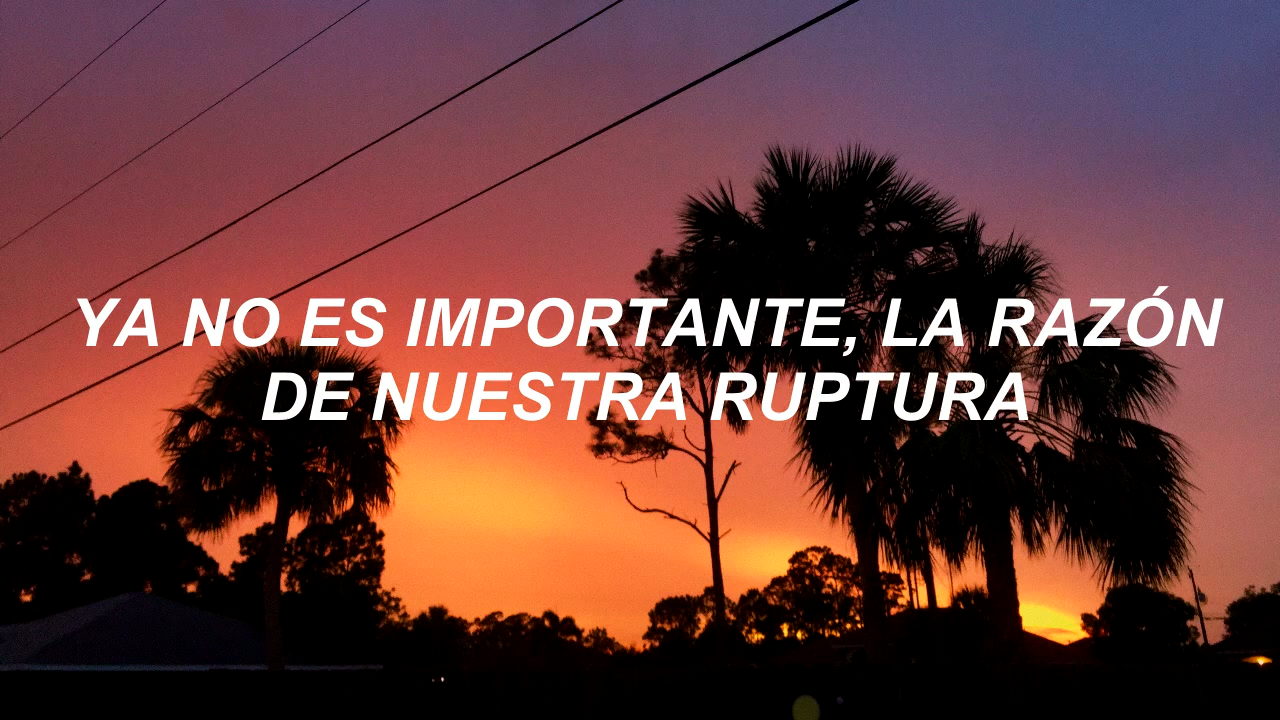 YA NO ES IMPORTANTE, LA RAZÓN
DE NUESTRA RUPTURA